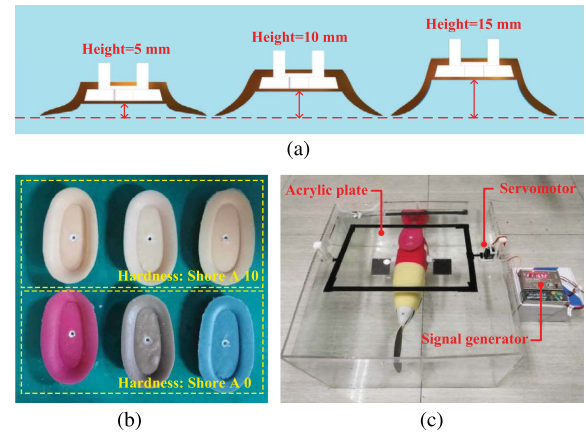 Height=5 mm
Height=10 mm
Height=15 mm
(a)
Hardness: Shore A 10
Hardness: Shore A 0
(b)
Acrylic plate
Servomotor
Signal generator
(c)